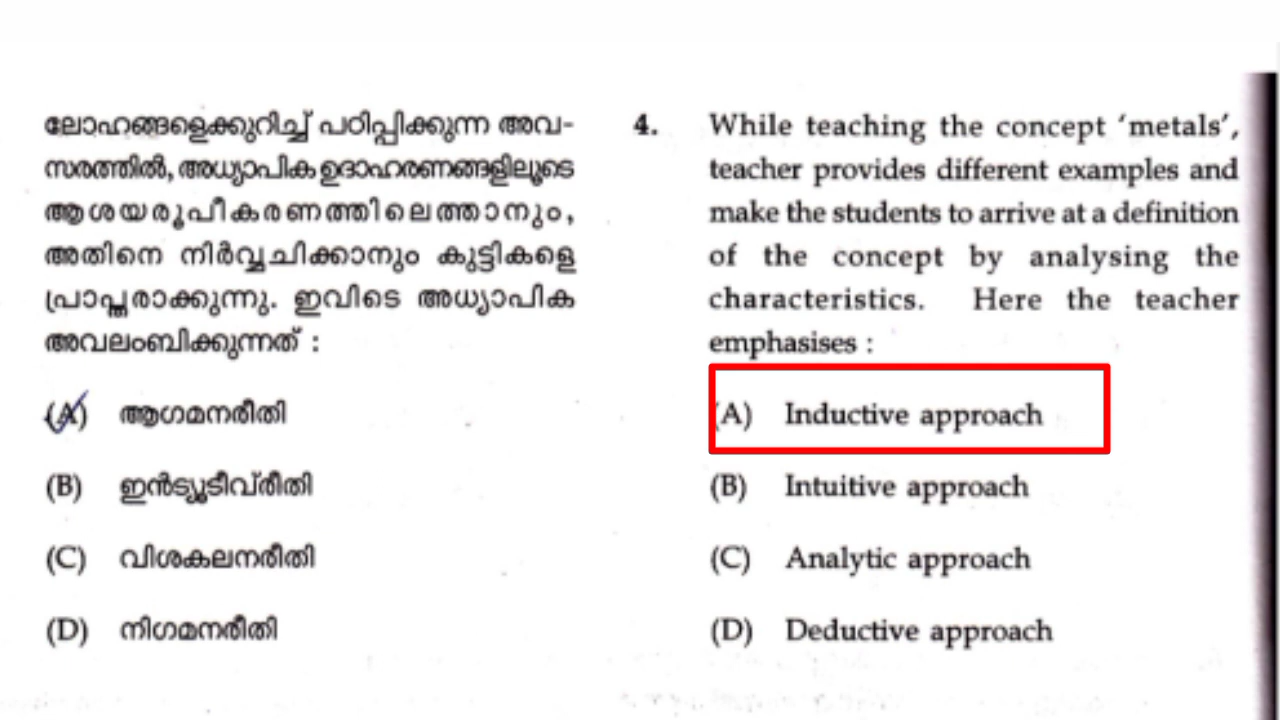 ലോഹങ്ങളെക്കുറിച്ച് പഠിപ്പിക്കുന്ന അവ-
സരത്തിൽ, അധ്യാപിക ഉദാഹരണങ്ങളിലൂടെ
ആശയരൂപീകരണത്തിലെത്താനും,
അതിനെ നിർവ്വചിക്കാനും കുട്ടികളെ
പ്രാപ്തരാക്കുന്നു. ഇവിടെ അധ്യാപിക
അവലംബിക്കുന്നത് :
(A) ആഗമനരീതി
(B) ഇൻട്യൂടീവ്‌രീതി
(C) വിശകലനരീതി
(D) നിഗമനരീതി
4. While teaching the concept ‘metals’,
teacher provides different examples and
make the students to arrive at a definition
of the concept by analysing the
characteristics. Here the teacher
emphasises :
(A) Inductive approach
(B) Intuitive approach
(C) Analytic approach
(D) Deductive approach